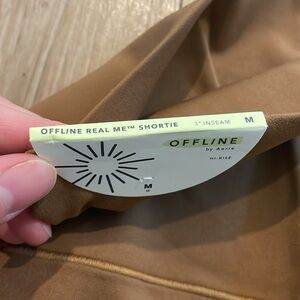 OFFLINE REAL ME™ SHORTIE 3" INSEAM M
OFFLINE
by Aerie
HI-RISE
M
M